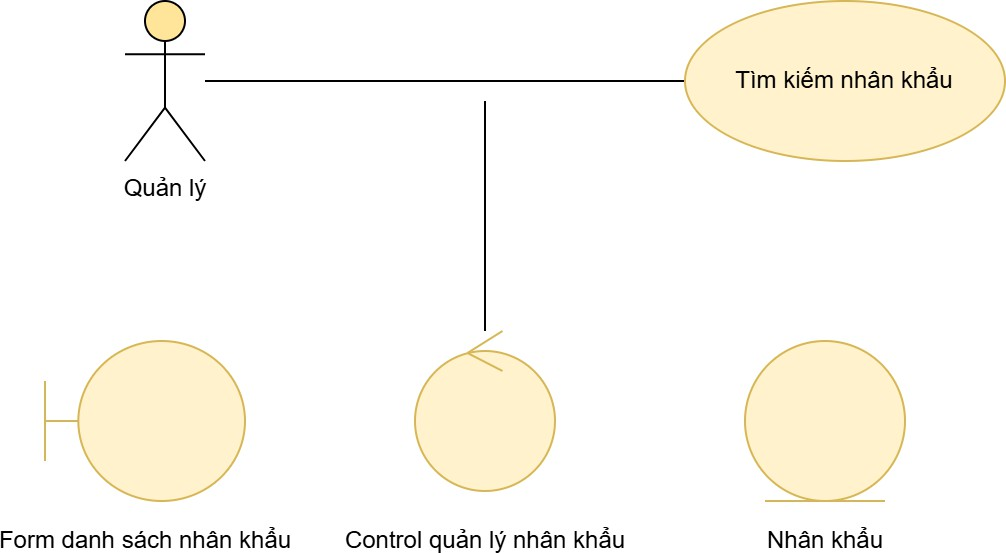 Tìm kiếm nhân khẩu
Quản lý
Form danh sách nhân khẩu
Control quản lý nhân khẩu
Nhân khẩu